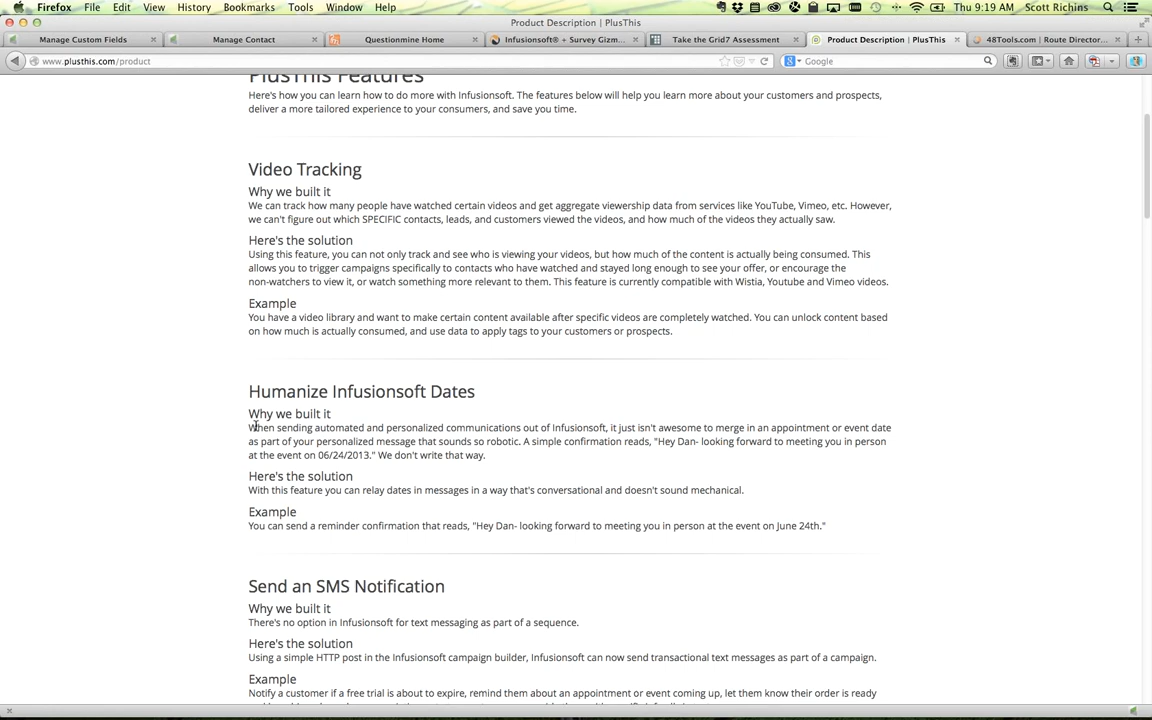 Firefox File Edit View History Bookmarks Tools Window Help Thu 9:19 AM Scott Richins
Product Description | PlusThis
Manage Custom Fields Manage Contact Questionmine Home Infusionsoft® + Survey Gizm... Take the Grid7 Assessment Product Description | PlusThis 48Tools.com | Route Director...
www.plusthis.com/product Google
PlusThis Features
Here's how you can learn how to do more with Infusionsoft. The features below will help you learn more about your customers and prospects,
deliver a more tailored experience to your consumers, and save you time.
Video Tracking
Why we built it
We can track how many people have watched certain videos and get aggregate viewership data from services like YouTube, Vimeo, etc. However,
we can't figure out which SPECIFIC contacts, leads, and customers viewed the videos, and how much of the videos they actually saw.
Here's the solution
Using this feature, you can not only track and see who is viewing your videos, but how much of the content is actually being consumed. This
allows you to trigger campaigns specifically to contacts who have watched and stayed long enough to see your offer, or encourage the
non-watchers to view it, or watch something more relevant to them. This feature is currently compatible with Wistia, Youtube and Vimeo videos.
Example
You have a video library and want to make certain content available after specific videos are completely watched. You can unlock content based
on how much is actually consumed, and use data to apply tags to your customers or prospects.
Humanize Infusionsoft Dates
Why we built it
When sending automated and personalized communications out of Infusionsoft, it just isn't awesome to merge in an appointment or event date
as part of your personalized message that sounds so robotic. A simple confirmation reads, "Hey Dan- looking forward to meeting you in person
at the event on 06/24/2013." We don't write that way.
Here's the solution
With this feature you can relay dates in messages in a way that's conversational and doesn't sound mechanical.
Example
You can send a reminder confirmation that reads, "Hey Dan- looking forward to meeting you in person at the event on June 24th."
Send an SMS Notification
Why we built it
There's no option in Infusionsoft for text messaging as part of a sequence.
Here's the solution
Using a simple HTTP post in the Infusionsoft campaign builder, Infusionsoft can now send transactional text messages as part of a campaign.
Example
Notify a customer if a free trial is about to expire, remind them about an appointment or event coming up, let them know their order is ready